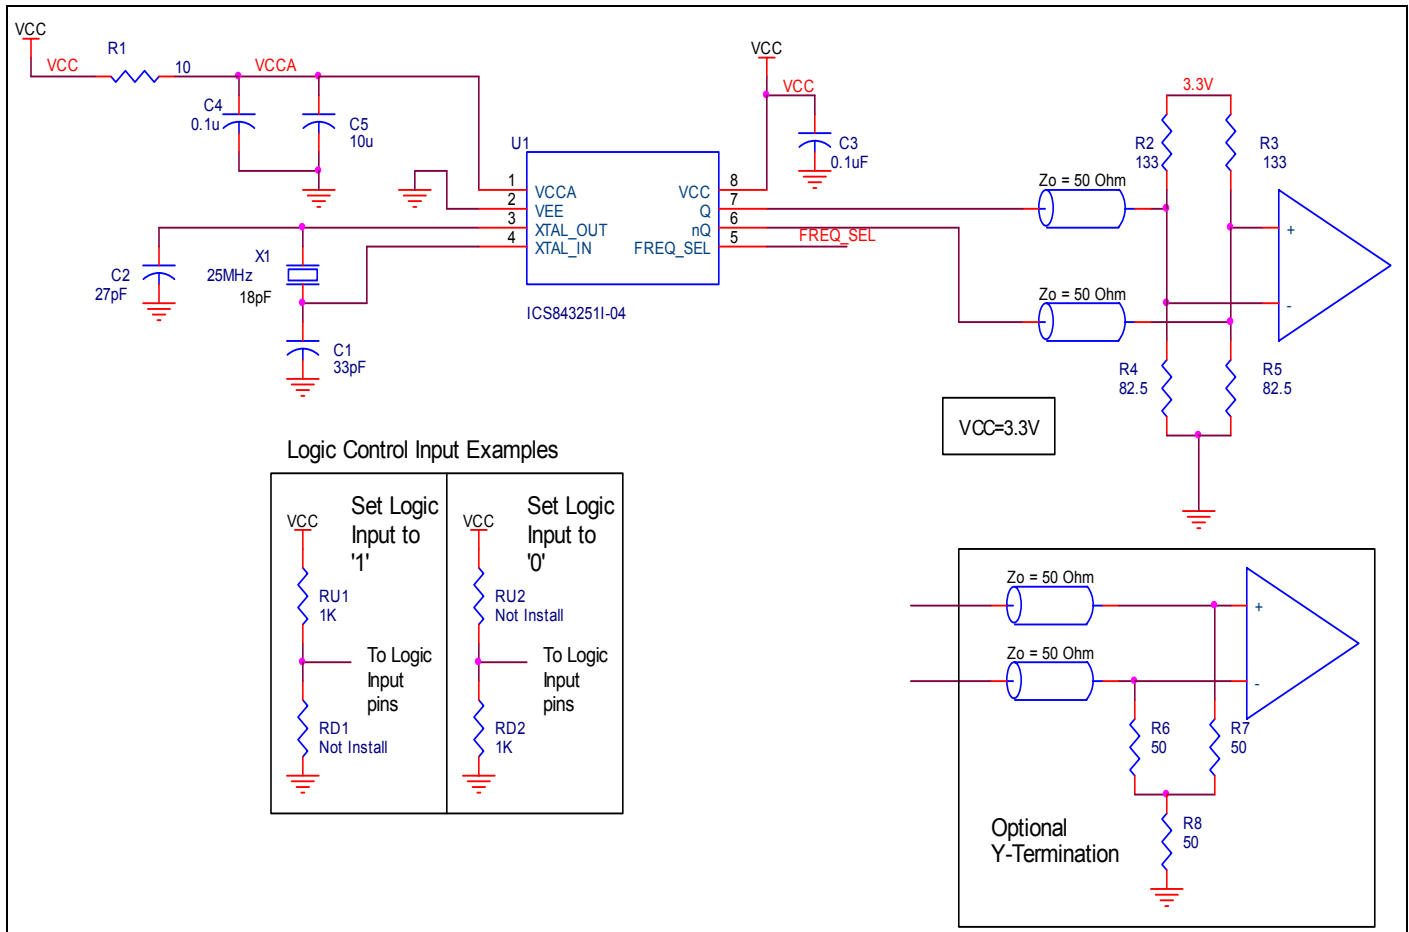 VCC
VCC
R1
10
VCCA
C4
0.1u
C5
10u
U1
VCC
VCC
C3
0.1uF
1
2
3
4
VCCA
VEE
XTAL_OUT
XTAL_IN
VCC
Q
nQ
FREQ_SEL
8
7
6
5
FREQ_SEL
ICS843251I-04
C2
27pF
X1
25MHz
18pF
C1
33pF
3.3V
R2
133
R3
133
Zo = 50 Ohm
Zo = 50 Ohm
+
-
R4
82.5
R5
82.5
VCC=3.3V
Logic Control Input Examples
Set Logic
Input to
'1'
VCC
RU1
1K
To Logic
Input
pins
RD1
Not Install
Set Logic
Input to
'0'
VCC
RU2
Not Install
To Logic
Input
pins
RD2
1K
Zo = 50 Ohm
Zo = 50 Ohm
+
-
R6
50
R7
50
R8
50
Optional
Y-Termination